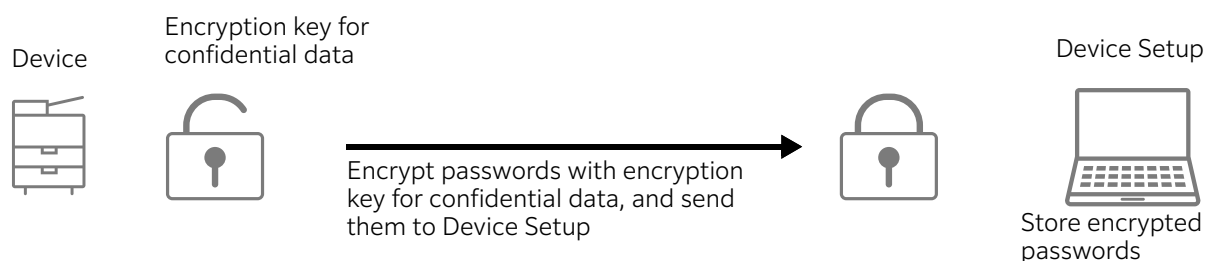 Device
Encryption key for
confidential data
Device Setup
Encrypt passwords with encryption
key for confidential data, and send
them to Device Setup
Store encrypted
passwords